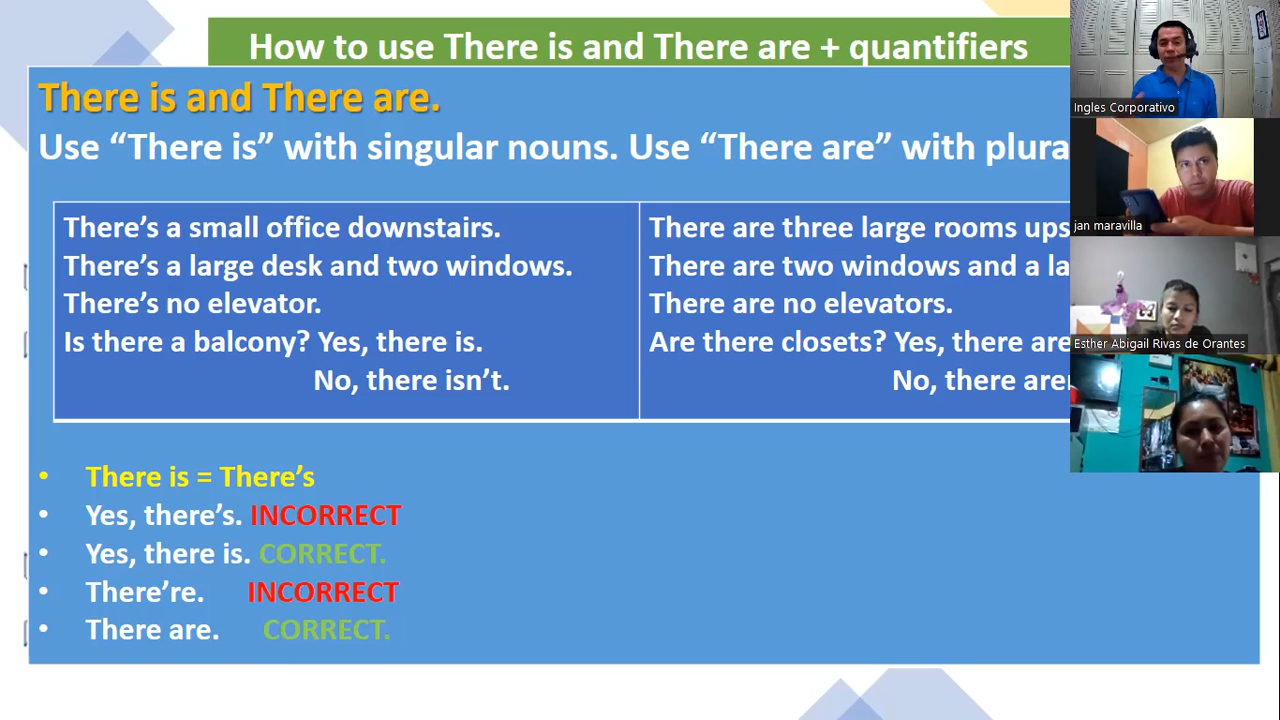 How to use There is and There are + quantifiers
There is and There are.
Use “There is” with singular nouns. Use “There are” with plura
There’s a small office downstairs.
There’s a large desk and two windows.
There’s no elevator.
Is there a balcony? Yes, there is.
No, there isn’t.
There are three large rooms ups
There are two windows and a la
There are no elevators.
Are there closets? Yes, there are
No, there are
• There is = There’s
• Yes, there’s. INCORRECT
• Yes, there is. CORRECT.
• There’re. INCORRECT
• There are. CORRECT.
Ingles Corporativo
jan maravilla
Esther Abigail Rivas de Orantes